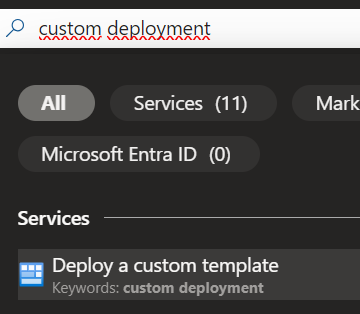 custom deployment
All Services (11) Mark
Microsoft Entra ID (0)
Services
Deploy a custom template
Keywords: custom deployment